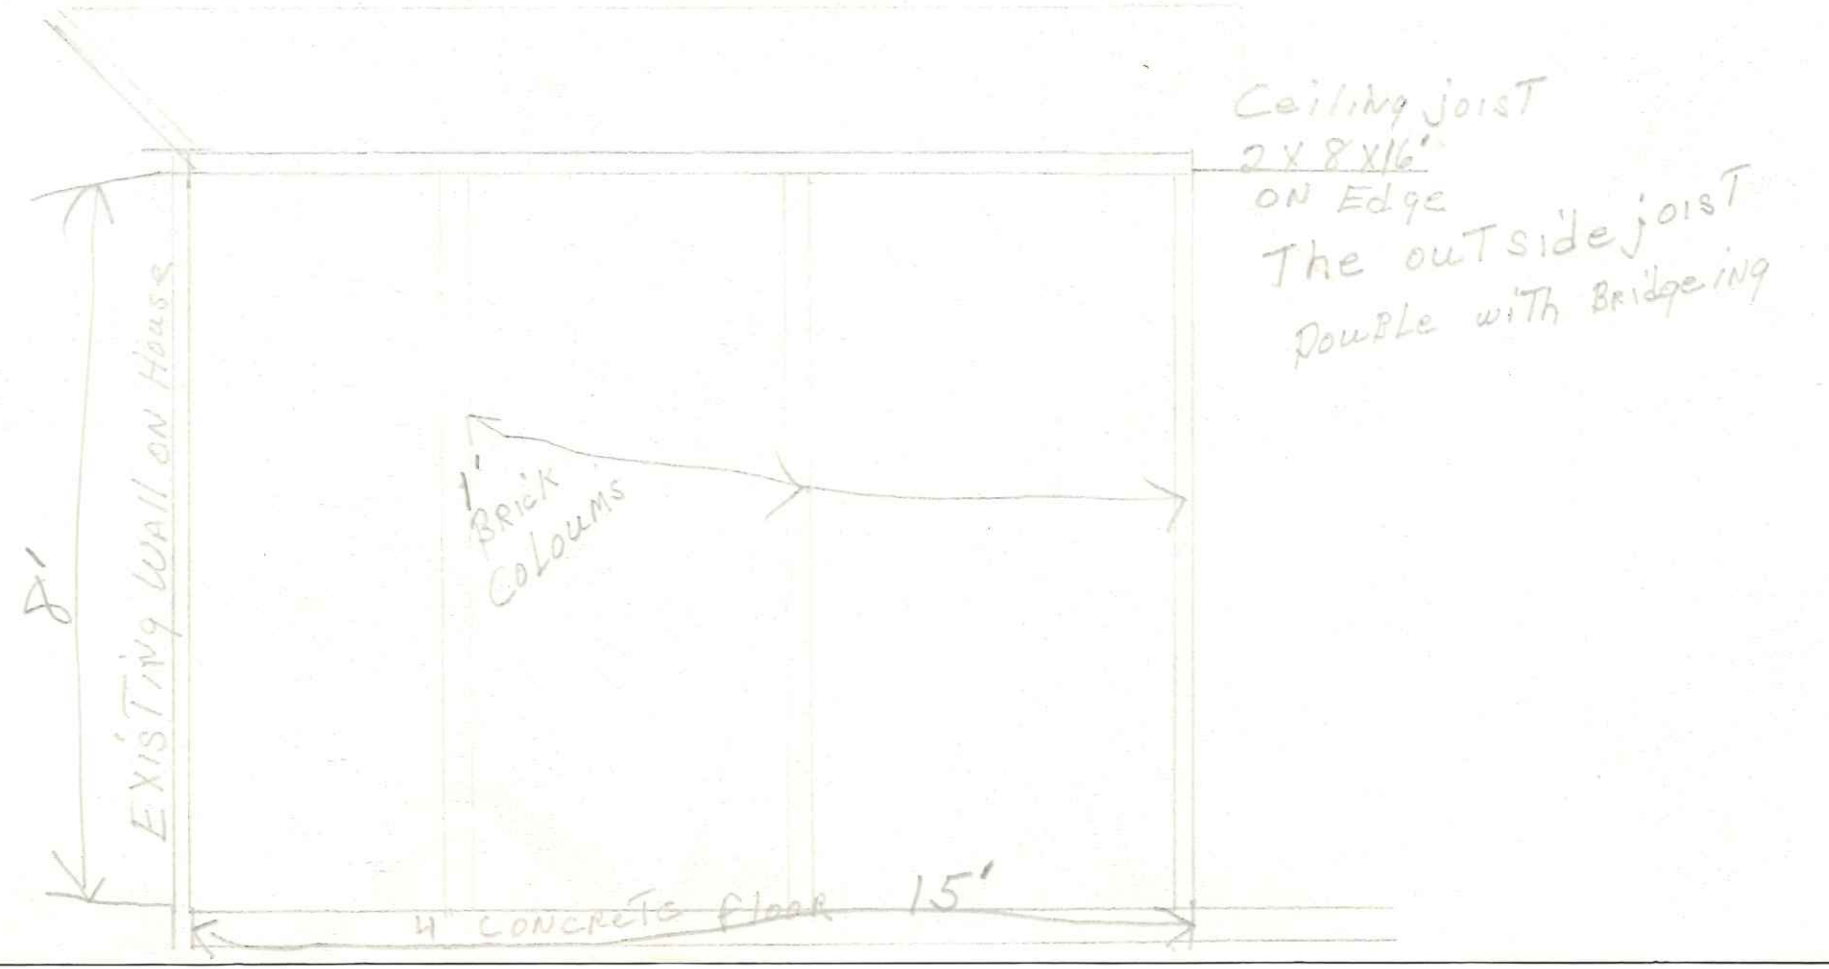 Ceiling joist
2 X 8 X16'
ON Edge
The outside joist
Double with Bridgeing
8'
EXISTING WALL ON House
1'
BRICK
COLOUMS
4" CONCRETE floor
15'